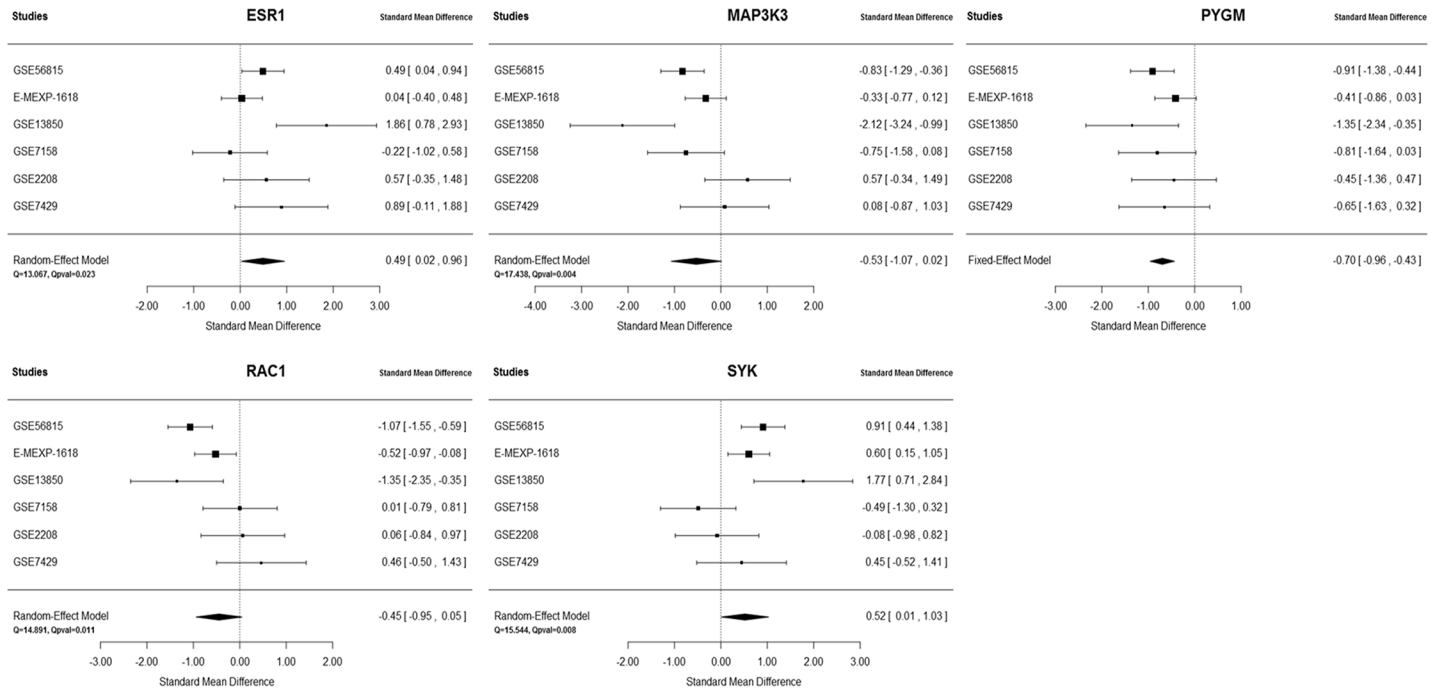 Studies ESR1 Standard Mean Difference
GSE56815 0.49 [ 0.04 , 0.94 ]
E-MEXP-1618 0.04 [ -0.40 , 0.48 ]
GSE13850 1.86 [ 0.78 , 2.93 ]
GSE7158 -0.22 [ -1.02 , 0.58 ]
GSE2208 0.57 [ -0.35 , 1.48 ]
GSE7429 0.89 [ -0.11 , 1.88 ]
Random-Effect Model 0.49 [ 0.02 , 0.96 ]
Q=13.067, Qpval=0.023
-2.00 -1.00 0.00 1.00 2.00 3.00
Standard Mean Difference
Studies MAP3K3 Standard Mean Difference
GSE56815 -0.83 [ -1.29 , -0.36 ]
E-MEXP-1618 -0.33 [ -0.77 , 0.12 ]
GSE13850 -2.12 [ -3.24 , -0.99 ]
GSE7158 -0.75 [ -1.58 , 0.08 ]
GSE2208 0.57 [ -0.34 , 1.49 ]
GSE7429 0.08 [ -0.87 , 1.03 ]
Random-Effect Model -0.53 [ -1.07 , 0.02 ]
Q=17.438, Qpval=0.004
-4.00 -3.00 -2.00 -1.00 0.00 1.00 2.00
Standard Mean Difference
Studies PYGM Standard Mean Difference
GSE56815 -0.91 [ -1.38 , -0.44 ]
E-MEXP-1618 -0.41 [ -0.86 , 0.03 ]
GSE13850 -1.35 [ -2.34 , -0.35 ]
GSE7158 -0.81 [ -1.64 , 0.03 ]
GSE2208 -0.45 [ -1.36 , 0.47 ]
GSE7429 -0.65 [ -1.63 , 0.32 ]
Fixed-Effect Model -0.70 [ -0.96 , -0.43 ]
-3.00 -2.00 -1.00 0.00 1.00
Standard Mean Difference
Studies RAC1 Standard Mean Difference
GSE56815 -1.07 [ -1.55 , -0.59 ]
E-MEXP-1618 -0.52 [ -0.97 , -0.08 ]
GSE13850 -1.35 [ -2.35 , -0.35 ]
GSE7158 0.01 [ -0.79 , 0.81 ]
GSE2208 0.06 [ -0.84 , 0.97 ]
GSE7429 0.46 [ -0.50 , 1.43 ]
Random-Effect Model -0.45 [ -0.95 , 0.05 ]
Q=14.891, Qpval=0.011
-3.00 -2.00 -1.00 0.00 1.00 2.00
Standard Mean Difference
Studies SYK Standard Mean Difference
GSE56815 0.91 [ 0.44 , 1.38 ]
E-MEXP-1618 0.60 [ 0.15 , 1.05 ]
GSE13850 1.77 [ 0.71 , 2.84 ]
GSE7158 -0.49 [ -1.30 , 0.32 ]
GSE2208 -0.08 [ -0.98 , 0.82 ]
GSE7429 0.45 [ -0.52 , 1.41 ]
Random-Effect Model 0.52 [ 0.01 , 1.03 ]
Q=15.544, Qpval=0.008
-2.00 -1.00 0.00 1.00 2.00 3.00
Standard Mean Difference